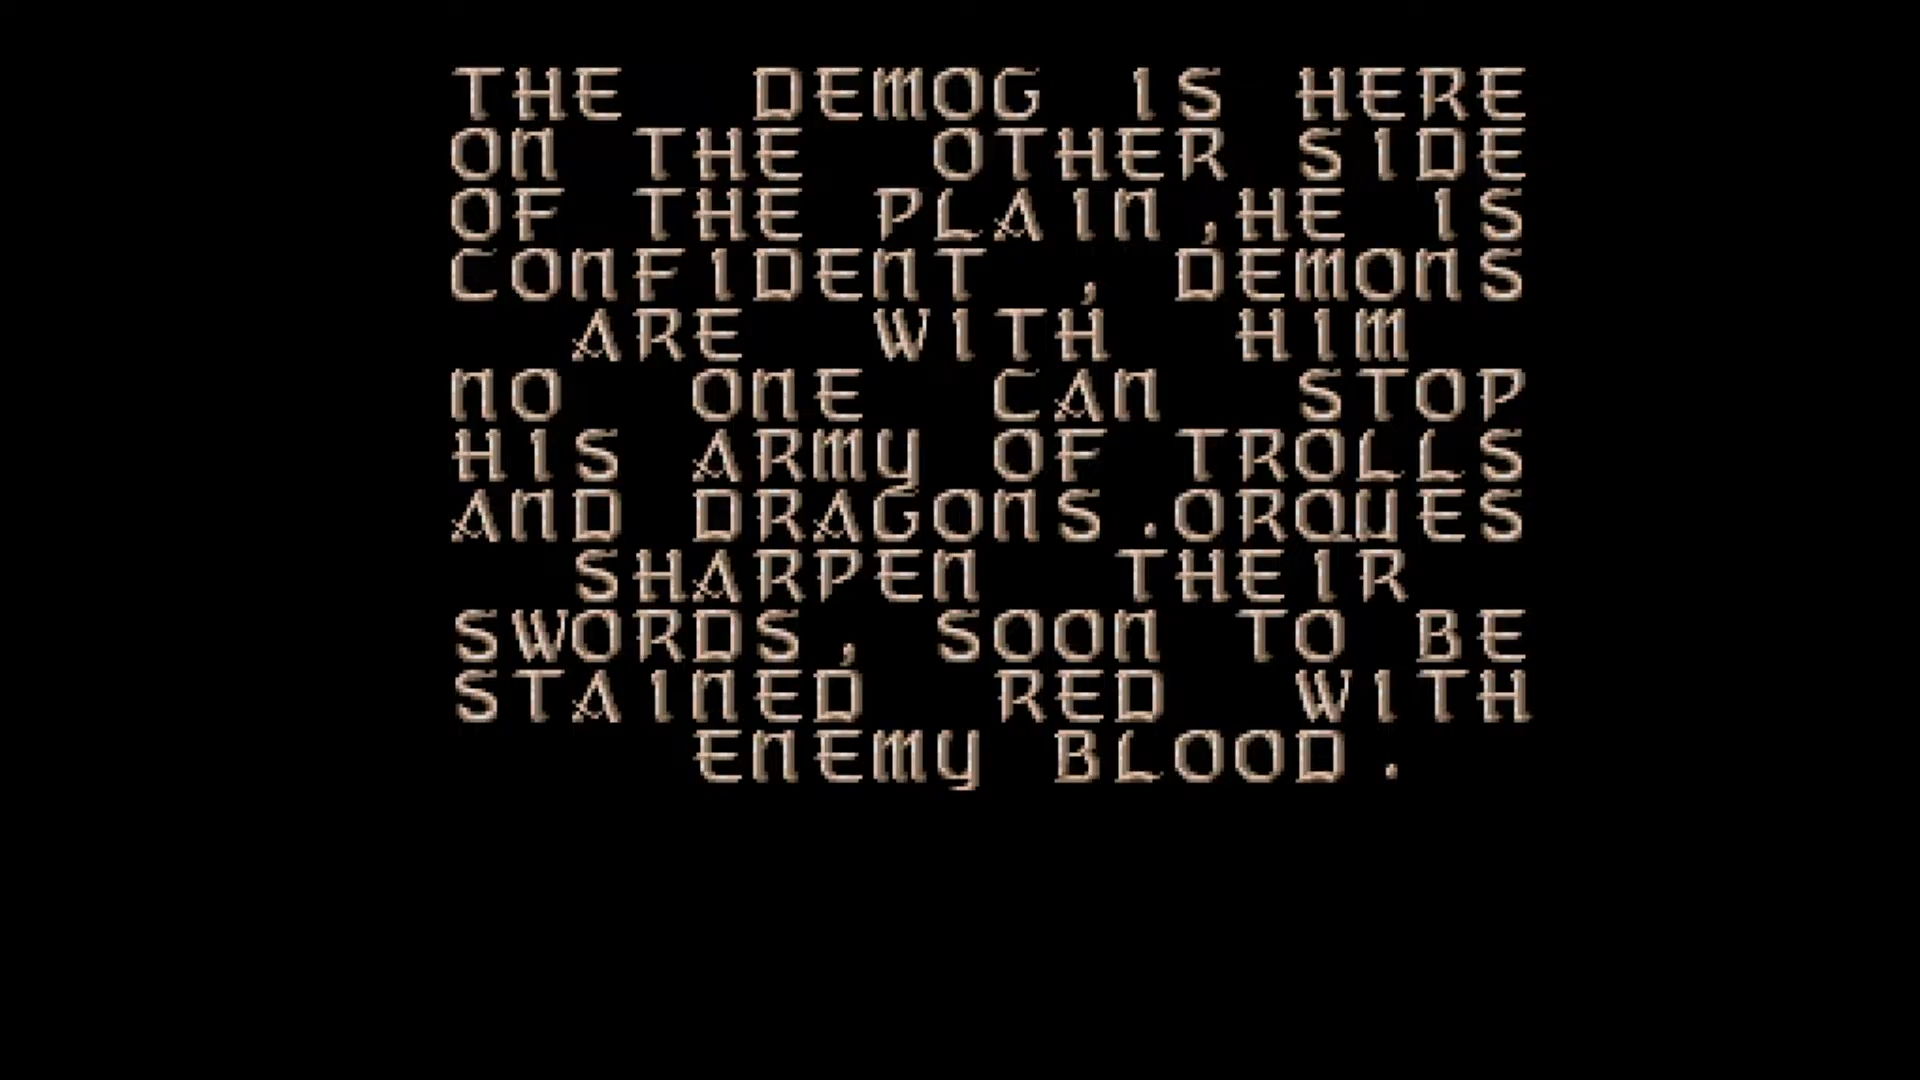 THE DEMOG IS HERE
ON THE OTHER SIDE
OF THE PLAIN,HE IS
CONFIDENT , DEMONS
ARE WITH HIM
NO ONE CAN STOP
HIS ARMY OF TROLLS
AND DRAGONS.ORQUES
SHARPEN THEIR
SWORDS, SOON TO BE
STAINED RED WITH
ENEMY BLOOD.